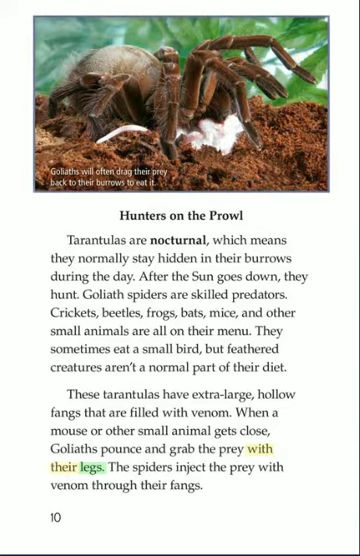 Goliaths will often drag their prey
back to their burrows to eat it.
Hunters on the Prowl
Tarantulas are nocturnal, which means
they normally stay hidden in their burrows
during the day. After the Sun goes down, they
hunt. Goliath spiders are skilled predators.
Crickets, beetles, frogs, bats, mice, and other
small animals are all on their menu. They
sometimes eat a small bird, but feathered
creatures aren't a normal part of their diet.
These tarantulas have extra-large, hollow
fangs that are filled with venom. When a
mouse or other small animal gets close,
Goliaths pounce and grab the prey with
their legs. The spiders inject the prey with
venom through their fangs.
10